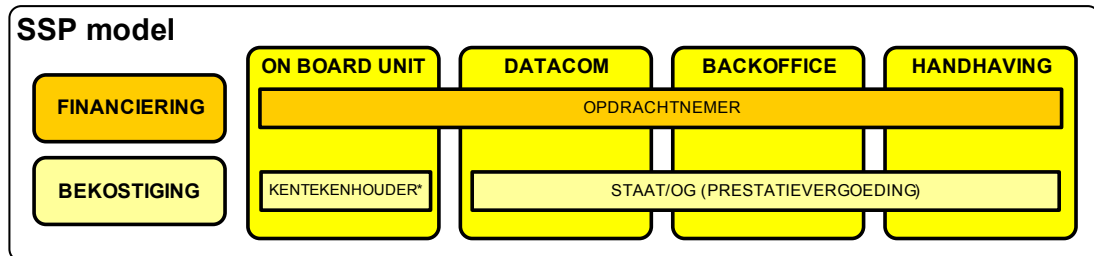 SSP model
ON BOARD UNIT DATACOM BACKOFFICE HANDHAVING
FINANCIERING OPDRACHTNEMER
BEKOSTIGING KENTEKENHOUDER* STAAT/OG (PRESTATIEVERGOEDING)